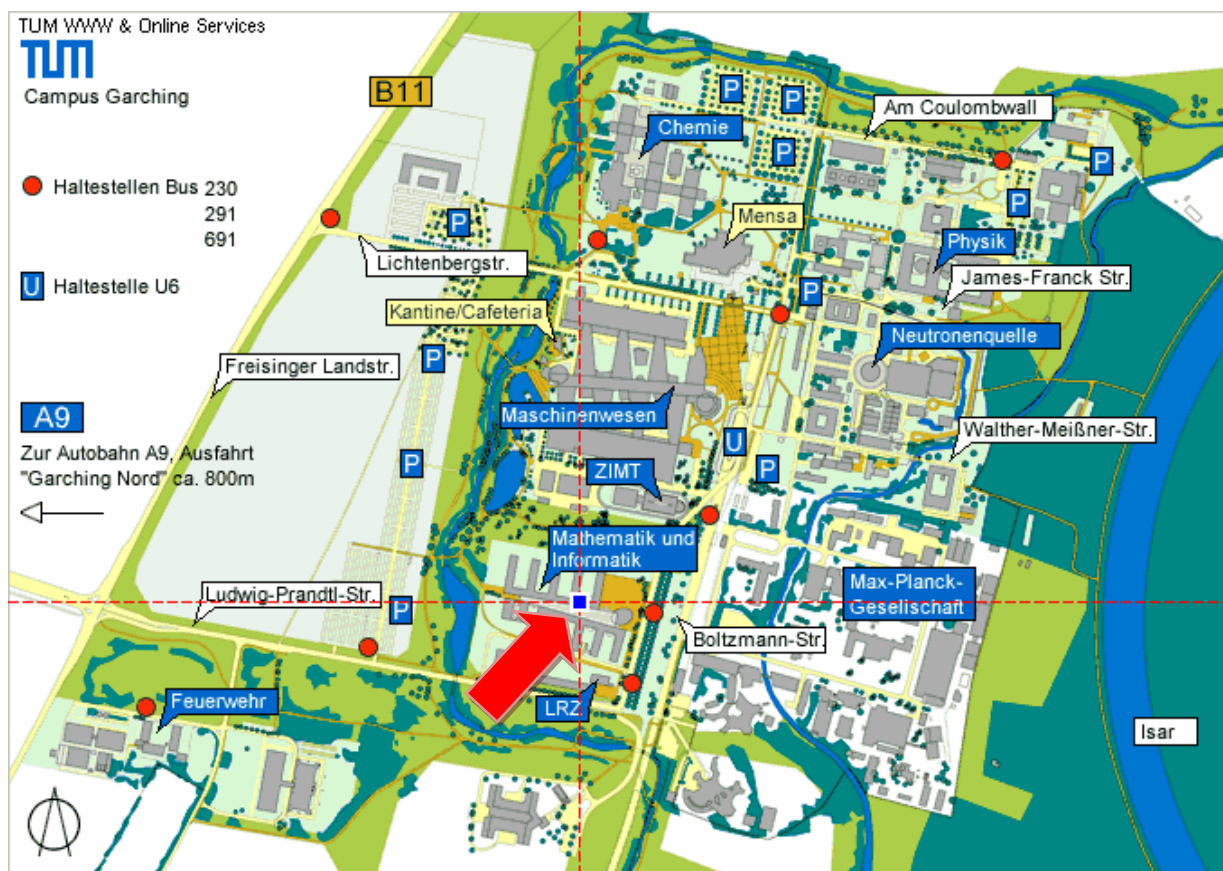 TUM WWW & Online Services
TUM
Campus Garching
B11
Haltestellen Bus 230
291
691
U Haltestelle U6
A9
Zur Autobahn A9, Ausfahrt
"Garching Nord" ca. 800m
P
P
Am Coulombwall
Chemie
P
P
P
P
Mensa
Physik
Lichtenbergstr.
James-Franck Str.
P
Kantine/Cafeteria
Neutronenquelle
Freisinger Landstr.
P
Maschinenwesen
Walther-Meißner-Str.
U
P
ZIMT
P
Mathematik und
Informatik
Max-Planck-
Gesellschaft
Ludwig-Prandtl-Str.
P
Boltzmann-Str.
Feuerwehr
LRZ
Isar